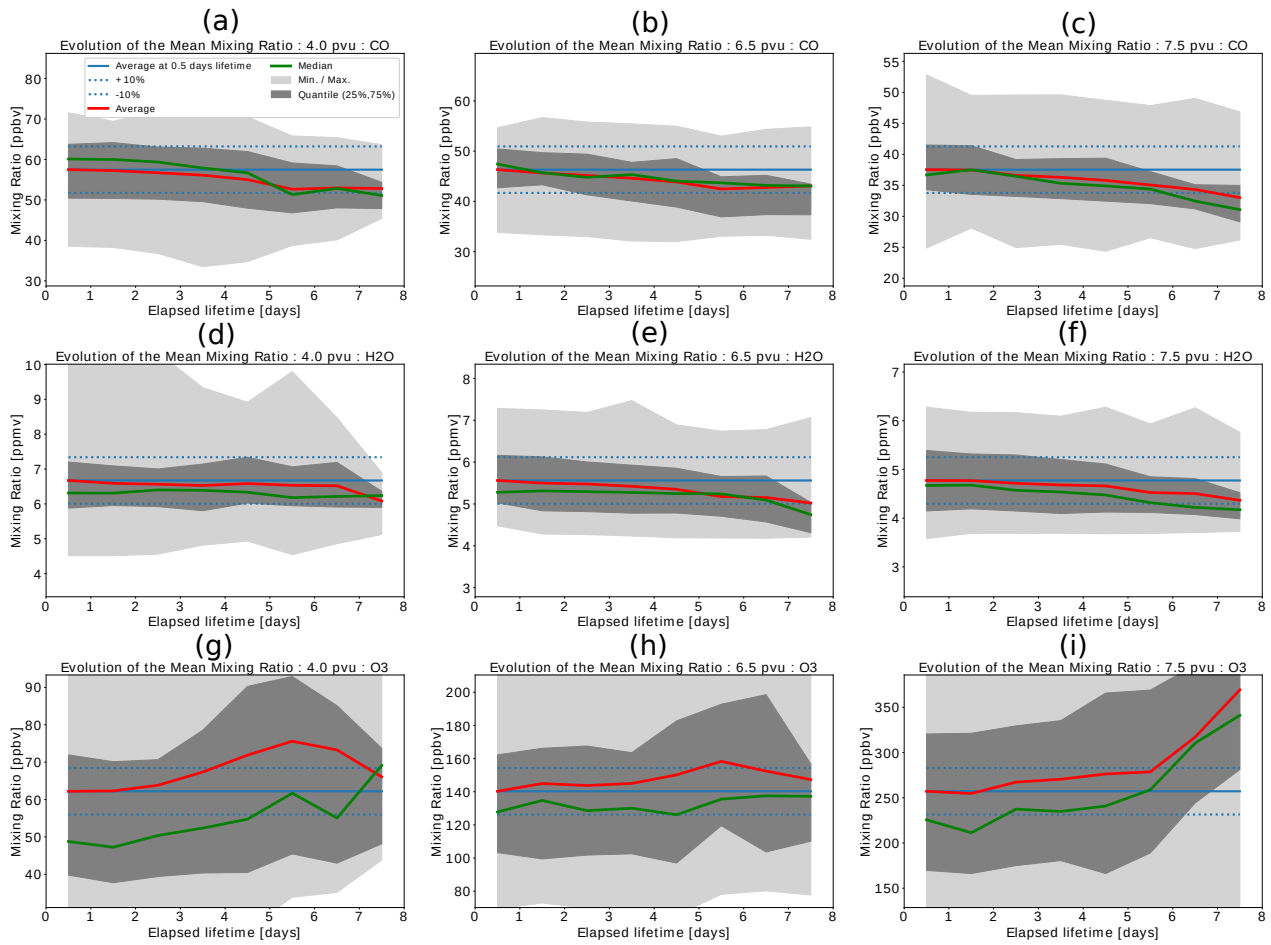 (a)
(b)
(c)
Evolution of the Mean Mixing Ratio : 4.0 pvu : CO
Evolution of the Mean Mixing Ratio : 6.5 pvu : CO
Evolution of the Mean Mixing Ratio : 7.5 pvu : CO
Average at 0.5 days lifetime
+ 10%
-10%
Average
Median
Min. / Max.
Quantile (25%,75%)
Mixing Ratio [ppbv]
80
70
60
50
40
30
0 1 2 3 4 5 6 7 8
Elapsed lifetime [days]
Mixing Ratio [ppbv]
60
50
40
30
0 1 2 3 4 5 6 7 8
Elapsed lifetime [days]
Mixing Ratio [ppbv]
55
50
45
40
35
30
25
20
0 1 2 3 4 5 6 7 8
Elapsed lifetime [days]
(d)
(e)
(f)
Evolution of the Mean Mixing Ratio : 4.0 pvu : H2O
Evolution of the Mean Mixing Ratio : 6.5 pvu : H2O
Evolution of the Mean Mixing Ratio : 7.5 pvu : H2O
Mixing Ratio [ppmv]
10
9
8
7
6
5
4
0 1 2 3 4 5 6 7 8
Elapsed lifetime [days]
Mixing Ratio [ppmv]
8
7
6
5
4
3
0 1 2 3 4 5 6 7 8
Elapsed lifetime [days]
Mixing Ratio [ppmv]
7
6
5
4
3
0 1 2 3 4 5 6 7 8
Elapsed lifetime [days]
(g)
(h)
(i)
Evolution of the Mean Mixing Ratio : 4.0 pvu : O3
Evolution of the Mean Mixing Ratio : 6.5 pvu : O3
Evolution of the Mean Mixing Ratio : 7.5 pvu : O3
Mixing Ratio [ppbv]
90
80
70
60
50
40
0 1 2 3 4 5 6 7 8
Elapsed lifetime [days]
Mixing Ratio [ppbv]
200
180
160
140
120
100
80
0 1 2 3 4 5 6 7 8
Elapsed lifetime [days]
Mixing Ratio [ppbv]
350
300
250
200
150
0 1 2 3 4 5 6 7 8
Elapsed lifetime [days]